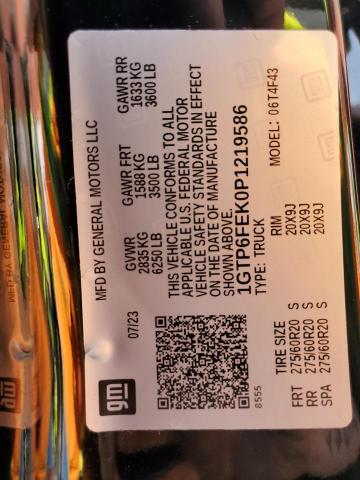 MFD BY GENERAL MOTORS LLC
07/23
GVWR GAWR FRT GAWR RR
2835 KG 1588 KG 1633 KG
6250 LB 3500 LB 3600 LB
THIS VEHICLE CONFORMS TO ALL
APPLICABLE U.S. FEDERAL MOTOR
VEHICLE SAFETY STANDARDS IN EFFECT
ON THE DATE OF MANUFACTURE
SHOWN ABOVE.
1GTP6FEK0P1219586
TYPE: TRUCK MODEL: 06T4F43
gm
8555
TIRE SIZE RIM
FRT 275/60R20 S 20X9J
RR 275/60R20 S 20X9J
SPA 275/60R20 S 20X9J